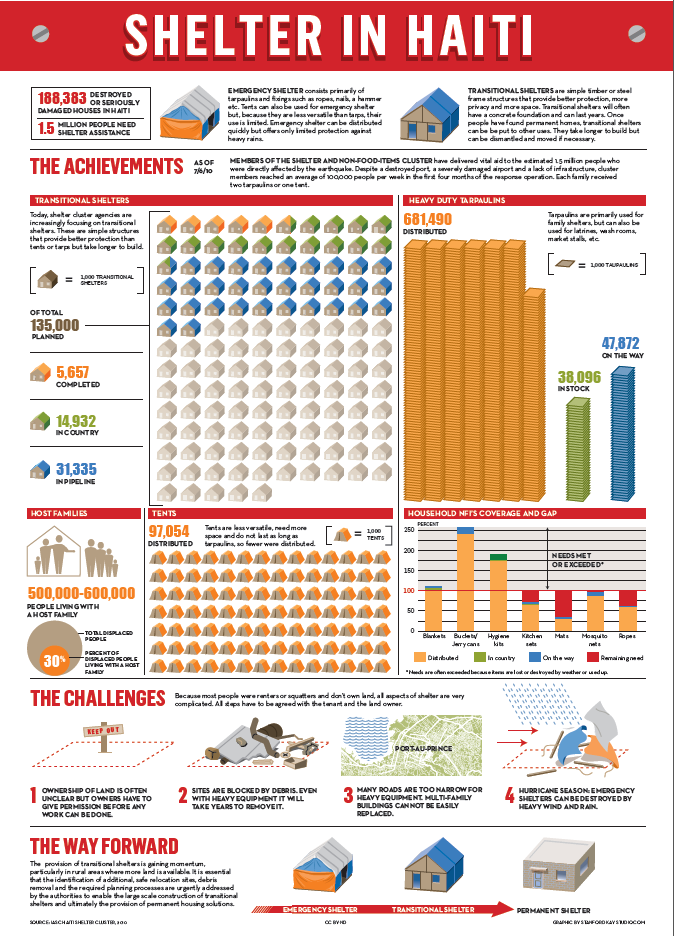 SHELTER IN HAITI
188,383 DESTROYED
OR SERIOUSLY
DAMAGED HOUSES IN HAITI
1.5 MILLION PEOPLE NEED
SHELTER ASSISTANCE
EMERGENCY SHELTER consists primarily of
tarpaulins and fixings such as ropes, nails, a hammer
etc. Tents can also be used for emergency shelter
but, because they are less versatile than tarps, their
use is limited. Emergency shelter can be distributed
quickly but offers only limited protection against
heavy rains.
TRANSITIONAL SHELTERS are simple timber or steel
frame structures that provide better protection, more
privacy and more space. Transitional shelters will often
have a concrete foundation and can last years. Once
people have found permanent homes, transitional shelters
can be be put to other uses. They take longer to build but
can be dismantled and moved if necessary.
THE ACHIEVEMENTS
AS OF
7/6/10
MEMBERS OF THE SHELTER AND NON-FOOD-ITEMS CLUSTER have delivered vital aid to the estimated 1.5 million people who
were directly affected by the earthquake. Despite a destroyed port, a severely damaged airport and a lack of infrastructure, cluster
members reached an average of 100,000 people per week in the first four months of the response operation. Each family received
two tarpaulins or one tent.
TRANSITIONAL SHELTERS
Today, shelter cluster agencies are
increasingly focusing on transitional
shelters. These are simple structures
that provide better protection than
tents or tarps but take longer to build.
= 1,000 TRANSITIONAL
SHELTERS
OF TOTAL
135,000
PLANNED
5,657
COMPLETED
14,932
IN COUNTRY
31,335
IN PIPELINE
HEAVY DUTY TARPAULINS
681,490
DISTRIBUTED
Tarpaulins are primarily used for
family shelters, but can also be
used for latrines, wash rooms,
market stalls, etc.
= 1,000 TAUPAULINS
47,872
ON THE WAY
38,096
IN STOCK
HOST FAMILIES
500,000-600,000
PEOPLE LIVING WITH
A HOST FAMILY
TOTAL DISPLACED
PEOPLE
30%
PERCENT OF
DISPLACED PEOPLE
LIVING WITH A HOST
FAMILY
TENTS
97,054
DISTRIBUTED
Tents are less versatile, need more
space and do not last as long as
tarpaulins, so fewer were distributed.
= 1,000
TENTS
HOUSEHOLD NFI'S COVERAGE AND GAP
PERCENT
250
200
150
100
50
0
NEEDS MET
OR EXCEEDED*
Blankets
Buckets/
Jerry cans
Hygiene
kits
Kitchen
sets
Mats
Mosquito
nets
Ropes
Distributed
In country
On the way
Remaining need
* Needs are often exceeded because items are lost or destroyed by weather or used up.
THE CHALLENGES
Because most people were renters or squatters and don't own land, all aspects of shelter are very
complicated. All steps have to be agreed with the tenant and the land owner.
KEEP OUT
PORT-AU-PRINCE
1 OWNERSHIP OF LAND IS OFTEN
UNCLEAR BUT OWNERS HAVE TO
GIVE PERMISSION BEFORE ANY
WORK CAN BE DONE.
2 SITES ARE BLOCKED BY DEBRIS. EVEN
WITH HEAVY EQUIPMENT IT WILL
TAKE YEARS TO REMOVE IT.
3 MANY ROADS ARE TOO NARROW FOR
HEAVY EQUIPMENT. MULTI-FAMILY
BUILDINGS CAN NOT BE EASILY
REPLACED.
4 HURRICANE SEASON: EMERGENCY
SHELTERS CAN BE DESTROYED BY
HEAVY WIND AND RAIN.
THE WAY FORWARD
The provision of transitional shelters is gaining momentum,
particularly in rural areas where more land is available. It is essential
that the identification of additional, safe relocation sites, debris
removal and the required planning processes are urgently addressed
by the authorities to enable the large scale construction of transitional
shelters and ultimately the provision of permanent housing solutions.
EMERGENCY SHELTER
TRANSITIONAL SHELTER
PERMANENT SHELTER
SOURCE: IASC HAITI SHELTER CLUSTER, 2010
CC BY ND
GRAPHIC BY STANFORDKAYSTUDIO.COM